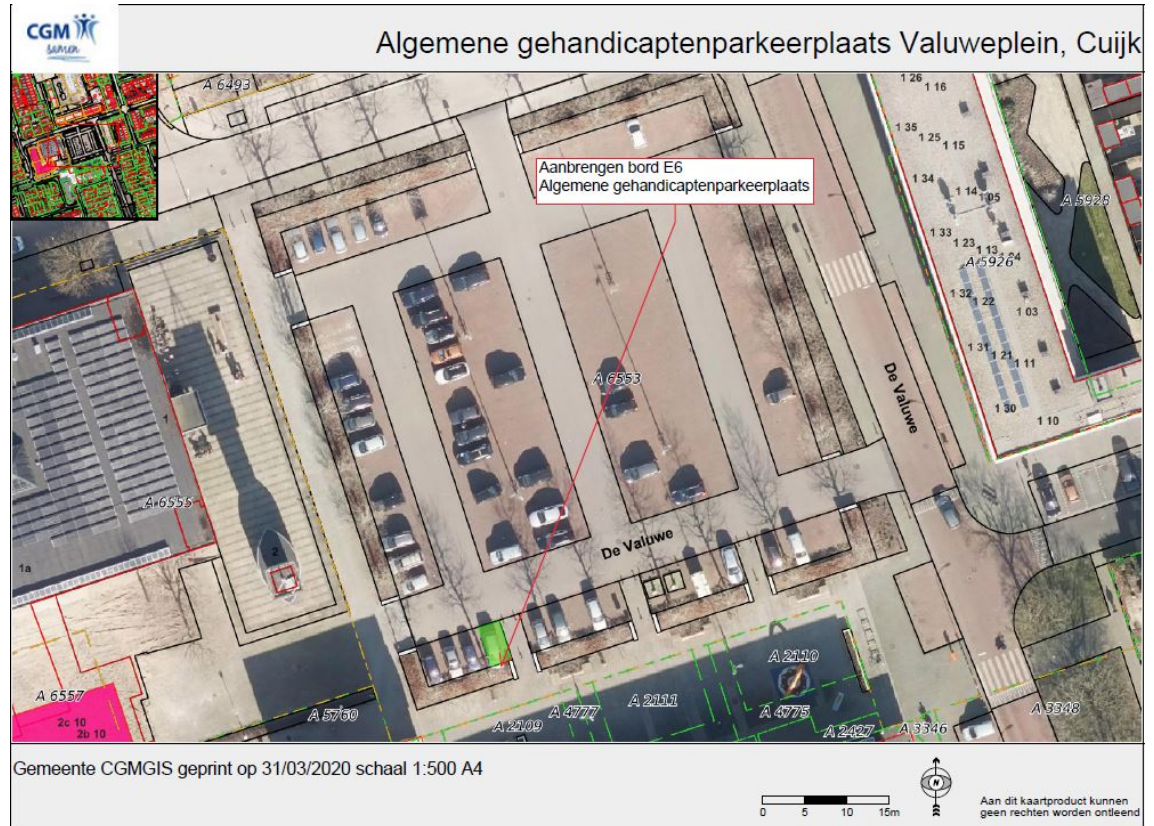 CGM
samen
Algemene gehandicaptenparkeerplaats Valuweplein, Cuijk
A 6493
Aanbrengen bord E6
Algemene gehandicaptenparkeerplaats
1 26
1 16
1 35
1 25
1 15
1 34
1 14
1 05
A 5928
1 33
1 23
1 13
A 5926
1 32
1 22
1 03
1 31
1 21
1 11
1 30
1 10
A 6553
De Valuwe
1
A 6555
1a
2
De Valuwe
A 6557
2c 10
2b 10
A 5760
A 2109
A 4777
A 2111
A 2110
A 4775
A 2427
A 3346
A 3348
Gemeente CGMGIS geprint op 31/03/2020 schaal 1:500 A4
0 5 10 15m
N
Aan dit kaartproduct kunnen
geen rechten worden ontleend